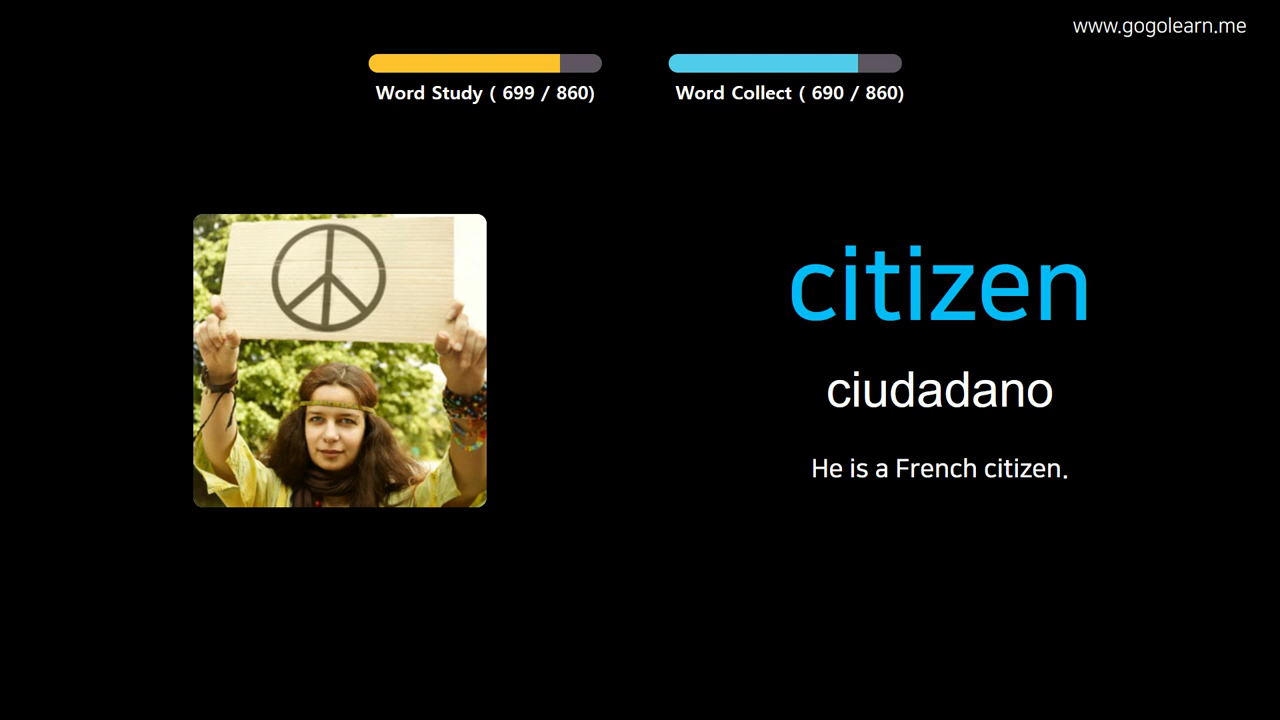 www.gogolearn.me
Word Study ( 699 / 860)
Word Collect ( 690 / 860)
citizen
ciudadano
He is a French citizen.